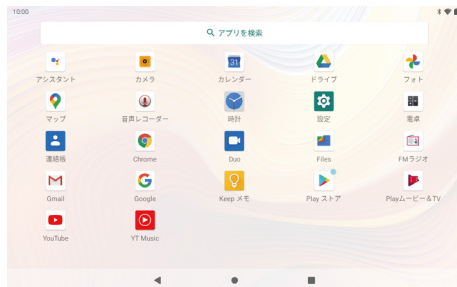 10:00
アプリを検索
アシスタント
カメラ
カレンダー
ドライブ
フォト
マップ
音声レコーダー
時計
設定
電卓
連絡帳
Chrome
Duo
Files
FMラジオ
Gmail
Google
Keep メモ
Play ストア
Playムービー＆TV
YouTube
YT Music